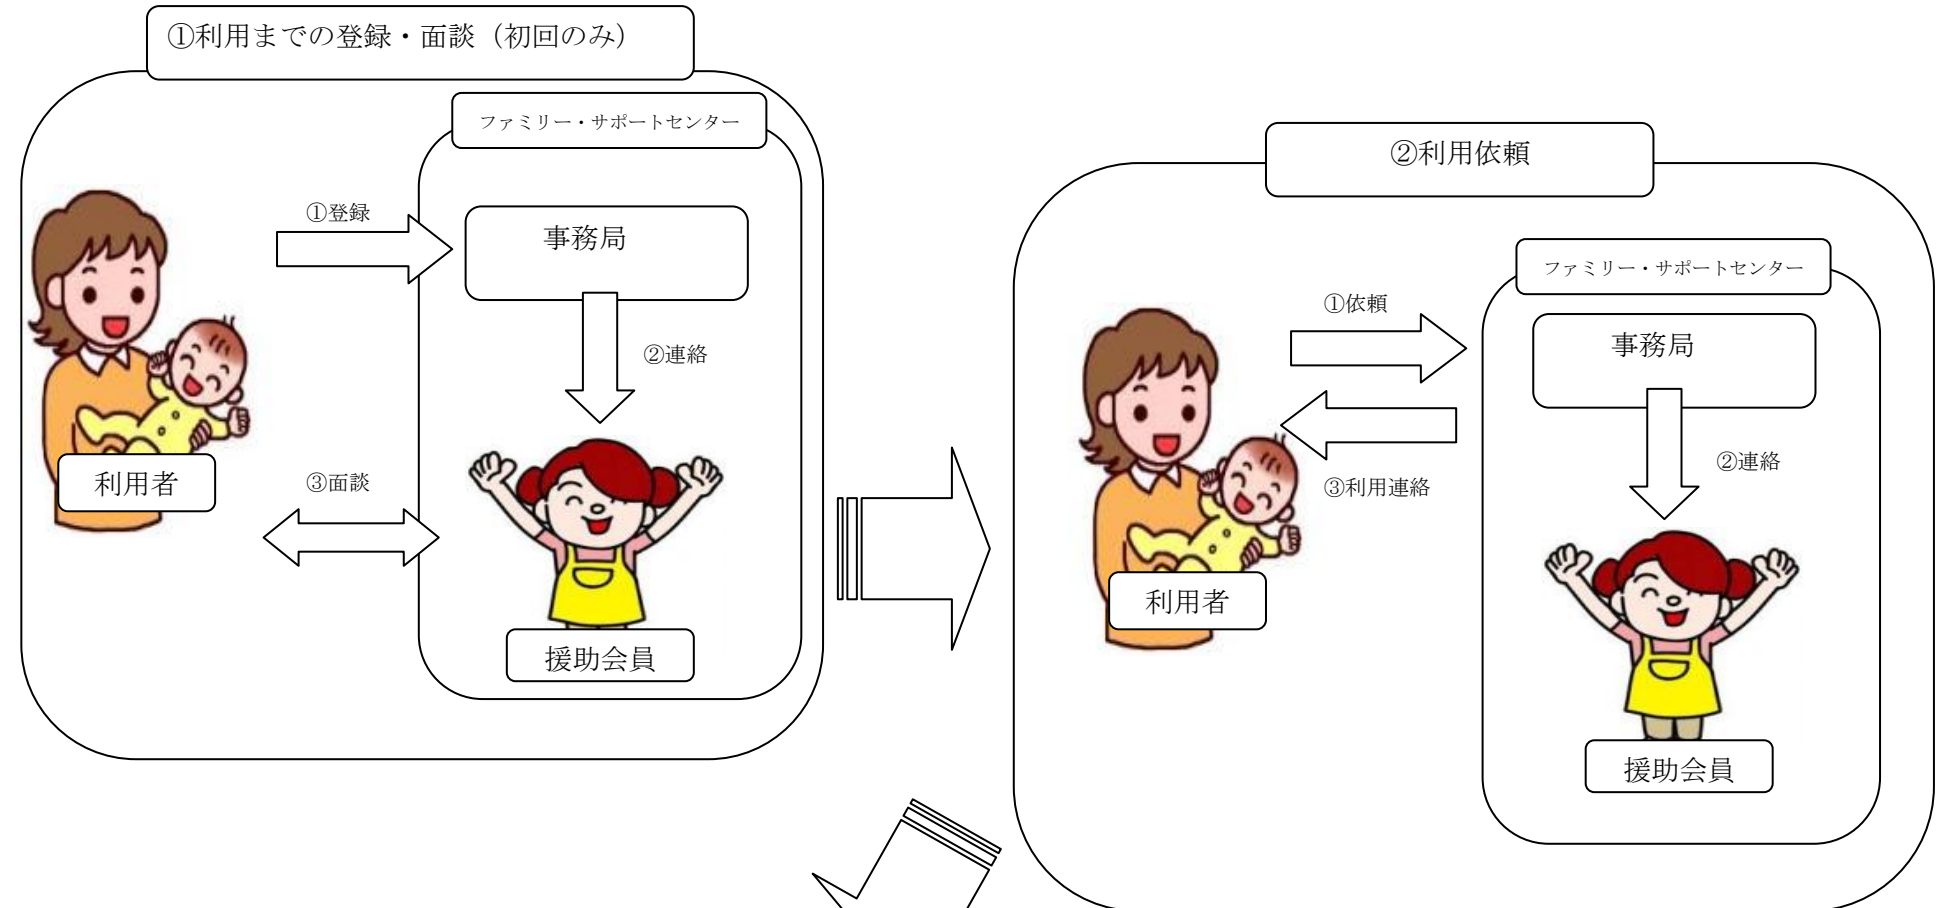 ①利用までの登録・面談（初回のみ）
ファミリー・サポートセンター
①登録
事務局
②連絡
利用者
③面談
援助会員
②利用依頼
ファミリー・サポートセンター
①依頼
事務局
②連絡
③利用連絡
利用者
援助会員